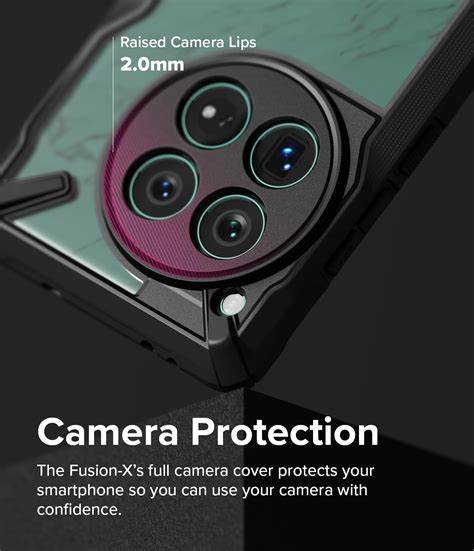 Raised Camera Lips
2.0mm
Camera Protection
The Fusion-X's full camera cover protects your
smartphone so you can use your camera with
confidence.